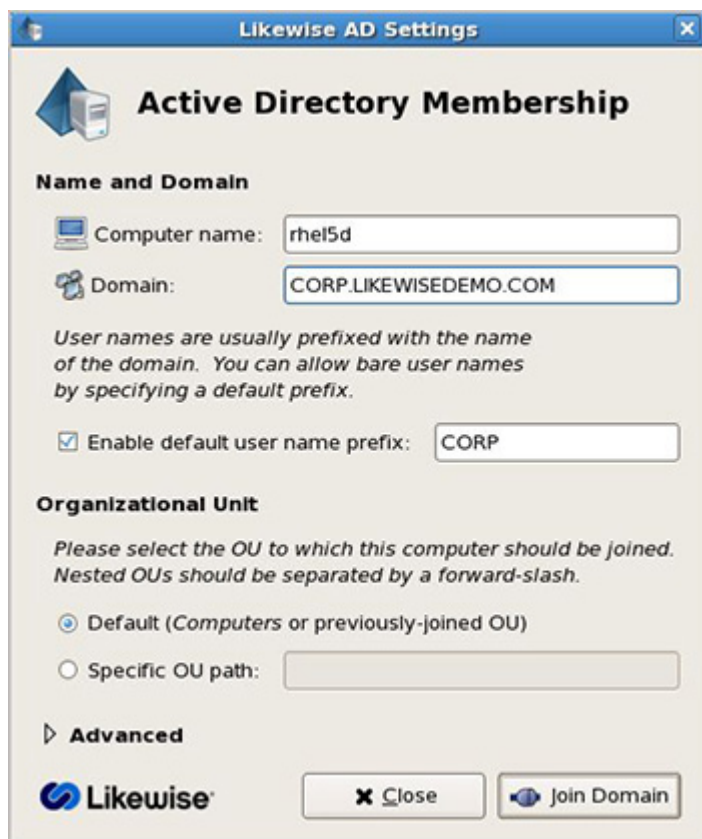 Likewise AD Settings
Active Directory Membership
Name and Domain
Computer name: rhel5d
Domain: CORP.LIKEWISEDEMO.COM
User names are usually prefixed with the name
of the domain. You can allow bare user names
by specifying a default prefix.
Enable default user name prefix: CORP
Organizational Unit
Please select the OU to which this computer should be joined.
Nested OUs should be separated by a forward-slash.
Default (Computers or previously-joined OU)
Specific OU path:
Advanced
Likewise Close Join Domain